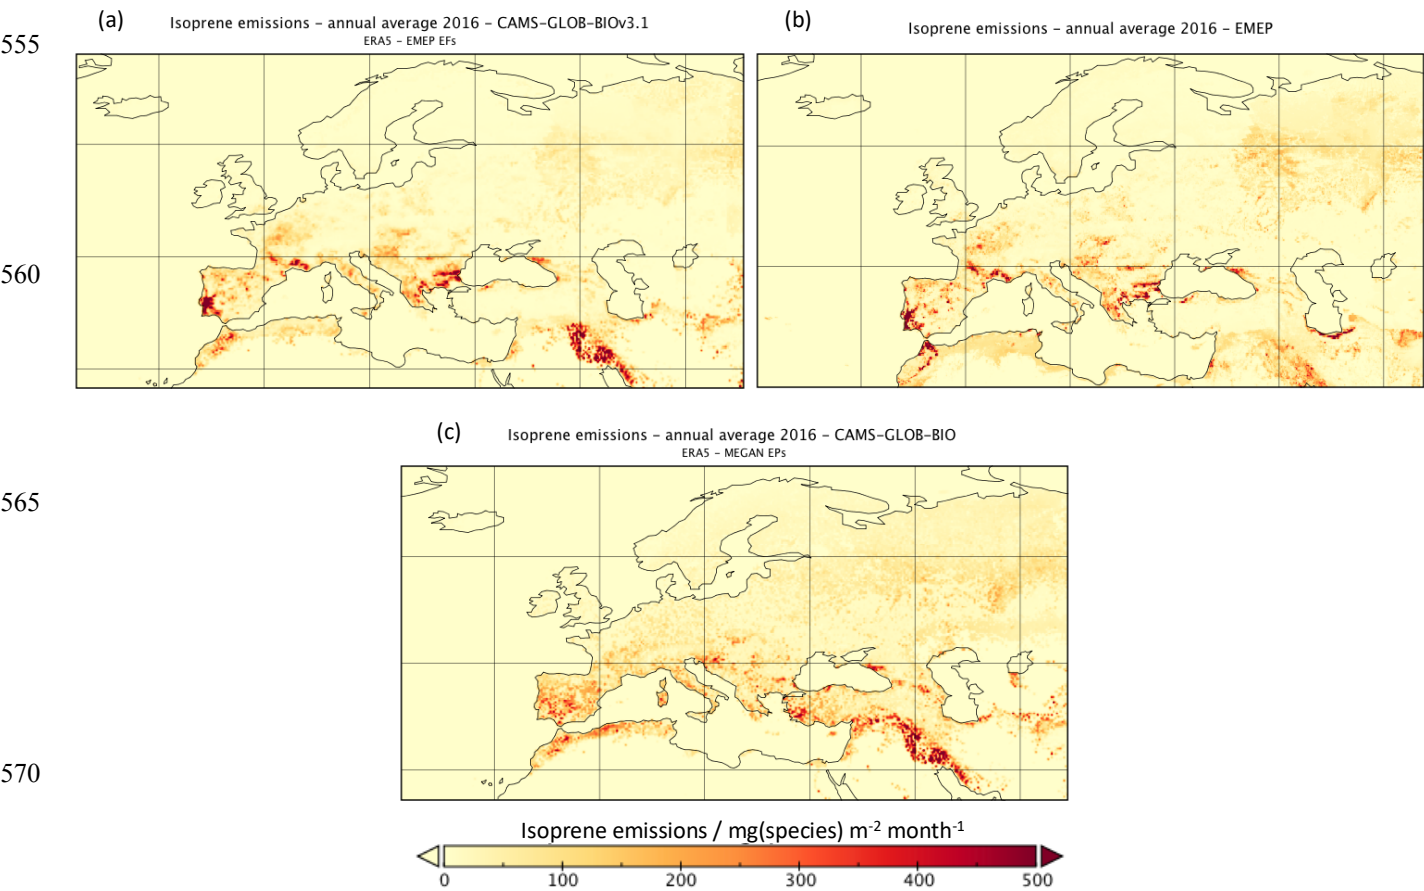 (a) Isoprene emissions – annual average 2016 – CAMS-GLOB-BIOv3.1
ERA5 – EMEP EFs
(b) Isoprene emissions – annual average 2016 – EMEP
555
560
(c) Isoprene emissions – annual average 2016 – CAMS-GLOB-BIO
ERA5 – MEGAN EPs
565
570
Isoprene emissions / mg(species) m⁻² month⁻¹
0 100 200 300 400 500